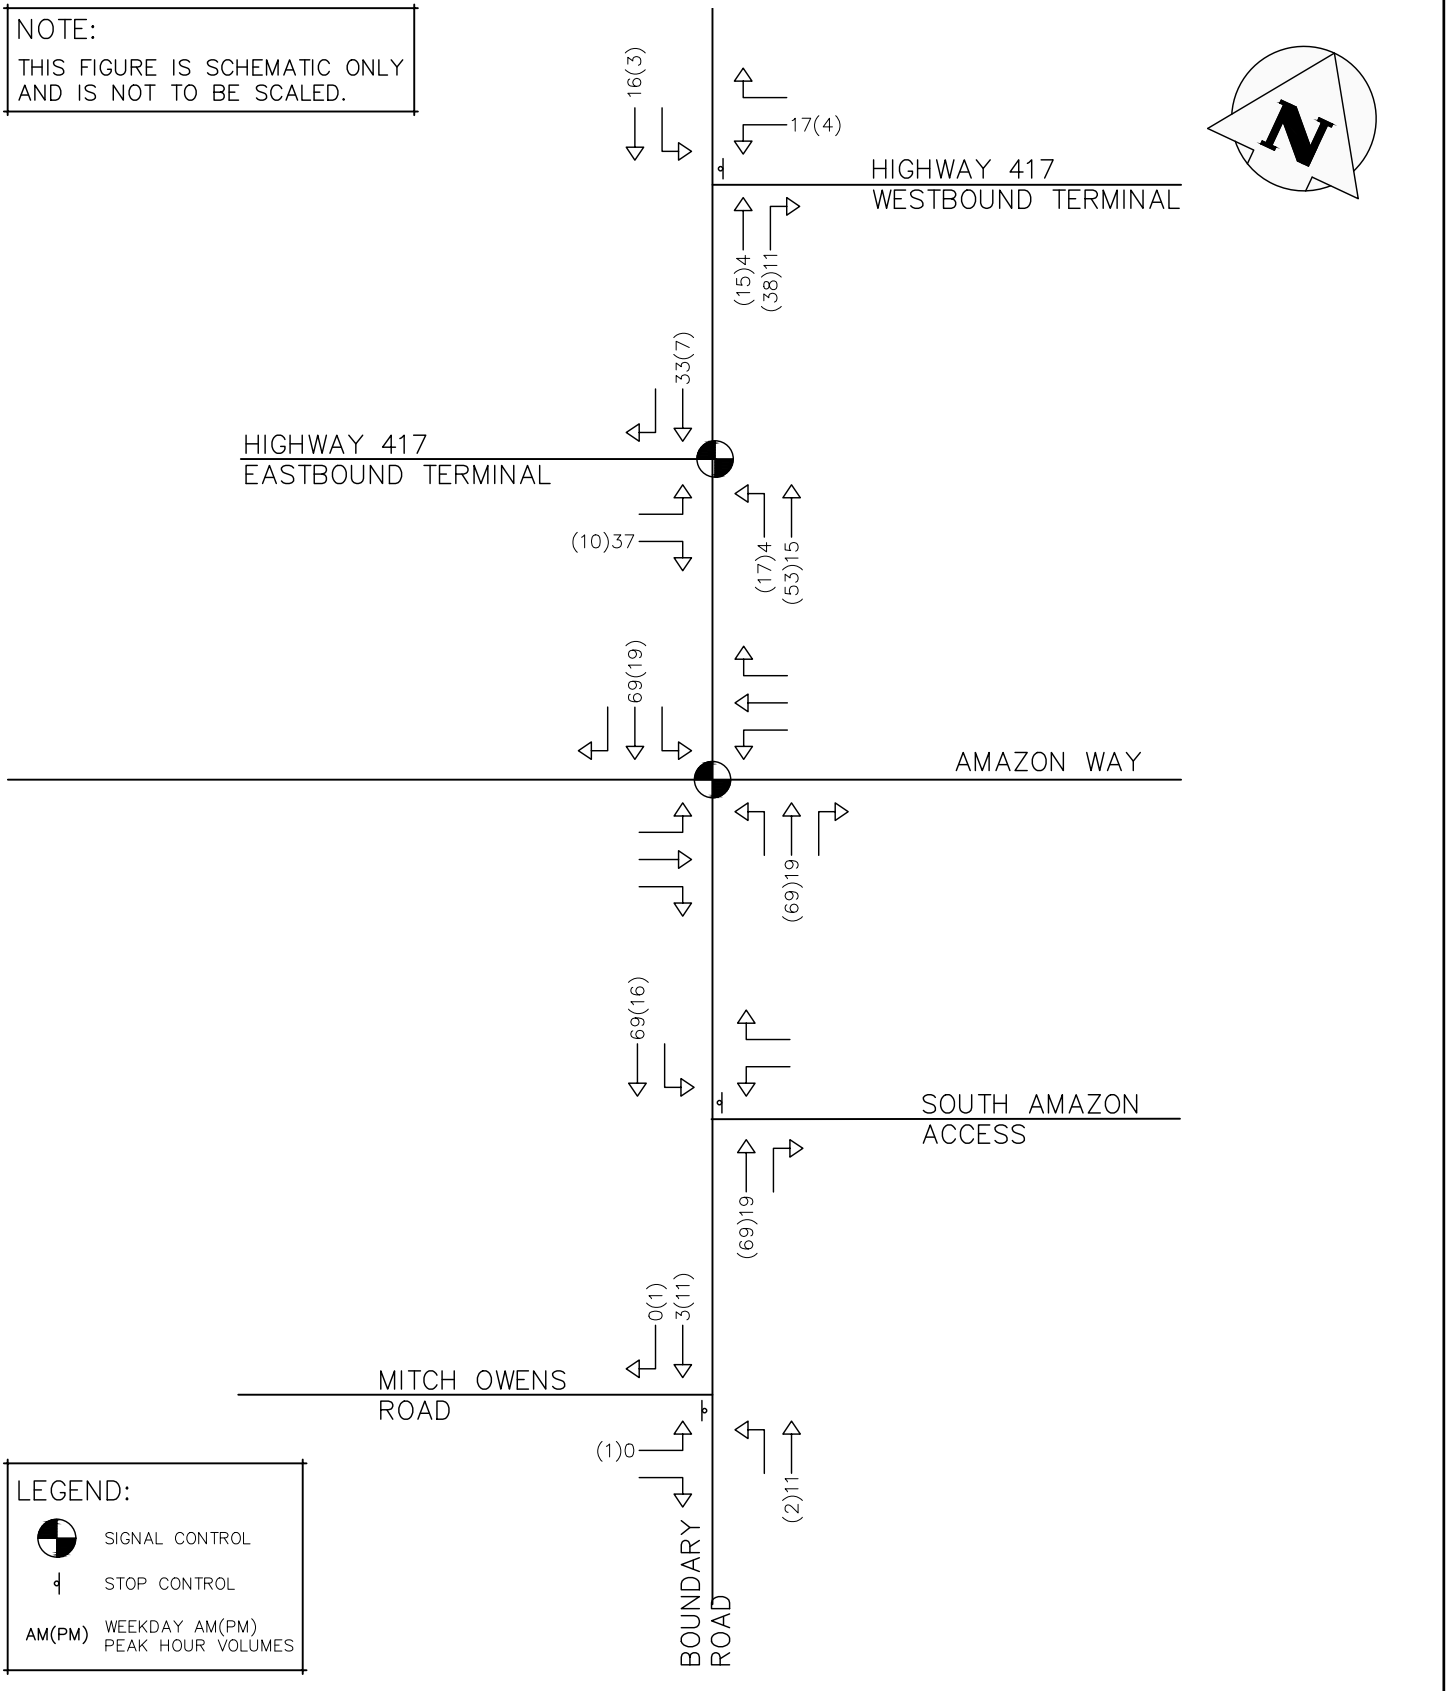 NOTE:
THIS FIGURE IS SCHEMATIC ONLY
AND IS NOT TO BE SCALED.
16(3)
17(4)
N
HIGHWAY 417
WESTBOUND TERMINAL
(15)4
(38)11
33(7)
HIGHWAY 417
EASTBOUND TERMINAL
(10)37
(17)4
(53)15
69(19)
AMAZON WAY
(69)19
69(16)
SOUTH AMAZON
ACCESS
(69)19
0(1)
3(11)
MITCH OWENS
ROAD
(1)0
(2)11
BOUNDARY
ROAD
LEGEND:
SIGNAL CONTROL
STOP CONTROL
AM(PM) WEEKDAY AM(PM)
PEAK HOUR VOLUMES